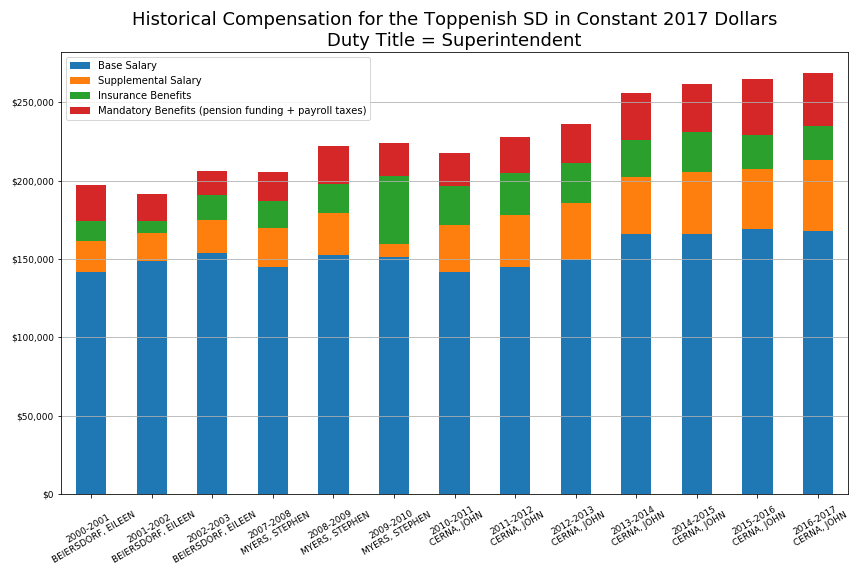 Historical Compensation for the Toppenish SD in Constant 2017 Dollars
Duty Title = Superintendent
Base Salary
Supplemental Salary
Insurance Benefits
Mandatory Benefits (pension funding + payroll taxes)
$250,000
$200,000
$150,000
$100,000
$50,000
$0
2000-2001
BEIERSDORF, EILEEN
2001-2002
BEIERSDORF, EILEEN
2002-2003
BEIERSDORF, EILEEN
2007-2008
MYERS, STEPHEN
2008-2009
MYERS, STEPHEN
2009-2010
MYERS, STEPHEN
2010-2011
CERNA, JOHN
2011-2012
CERNA, JOHN
2012-2013
CERNA, JOHN
2013-2014
CERNA, JOHN
2014-2015
CERNA, JOHN
2015-2016
CERNA, JOHN
2016-2017
CERNA, JOHN